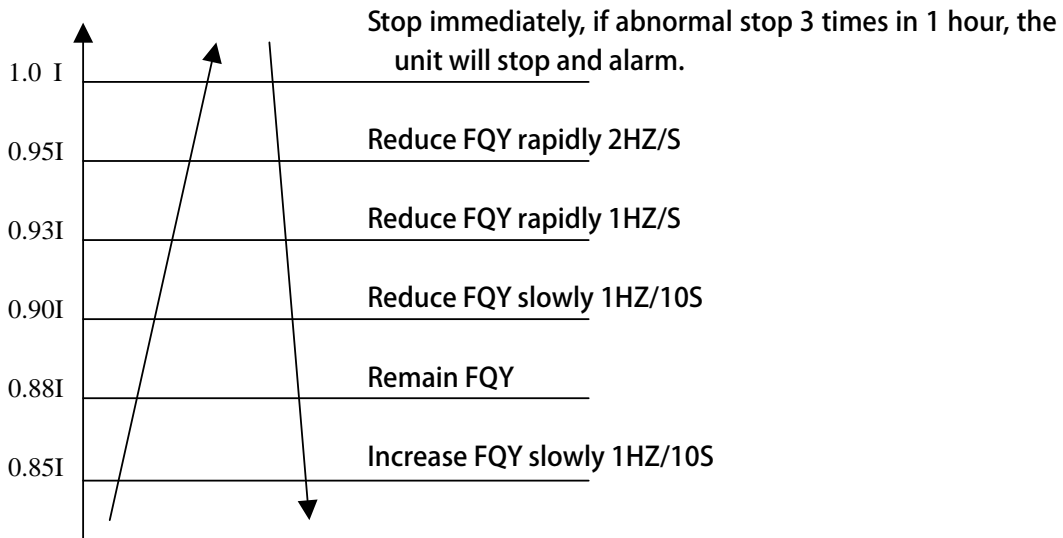 Stop immediately, if abnormal stop 3 times in 1 hour, the
unit will stop and alarm.
1.0 I
Reduce FQY rapidly 2HZ/S
0.95I
Reduce FQY rapidly 1HZ/S
0.93I
Reduce FQY slowly 1HZ/10S
0.90I
Remain FQY
0.88I
Increase FQY slowly 1HZ/10S
0.85I